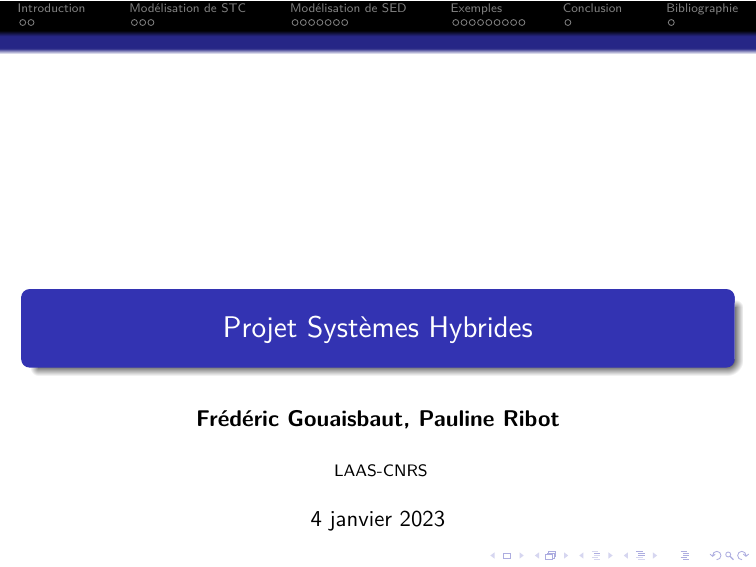 Introduction Modélisation de STC Modélisation de SED Exemples Conclusion Bibliographie
Projet Systèmes Hybrides
Frédéric Gouaisbaut, Pauline Ribot
LAAS-CNRS
4 janvier 2023